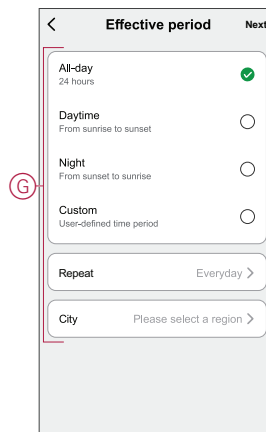 Effective period Next
All-day
24 hours
Daytime
From sunrise to sunset
Night
From sunset to sunrise
Custom
User-defined time period
G
Repeat Everyday
City Please select a region